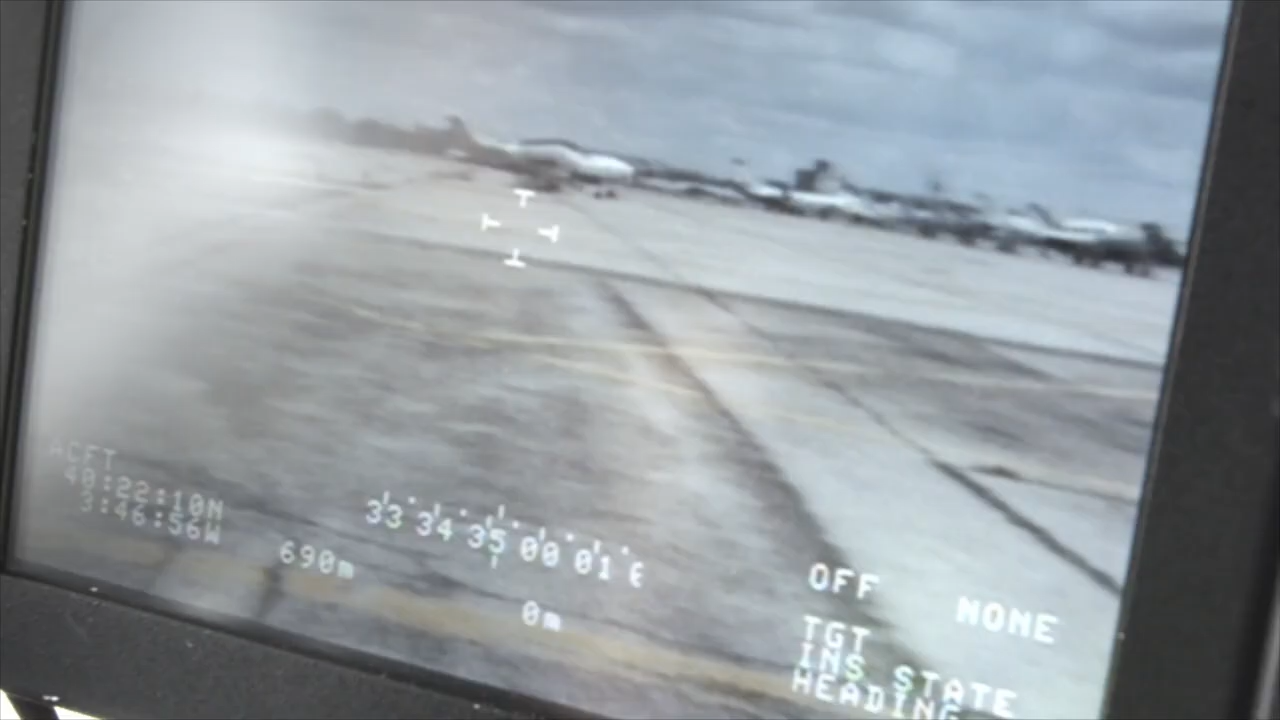 ACFT
40:22:10N
3:46:56W
690m
33 34 35 00 01
0m
OFF NONE
TGT
INS STATE
HEADING